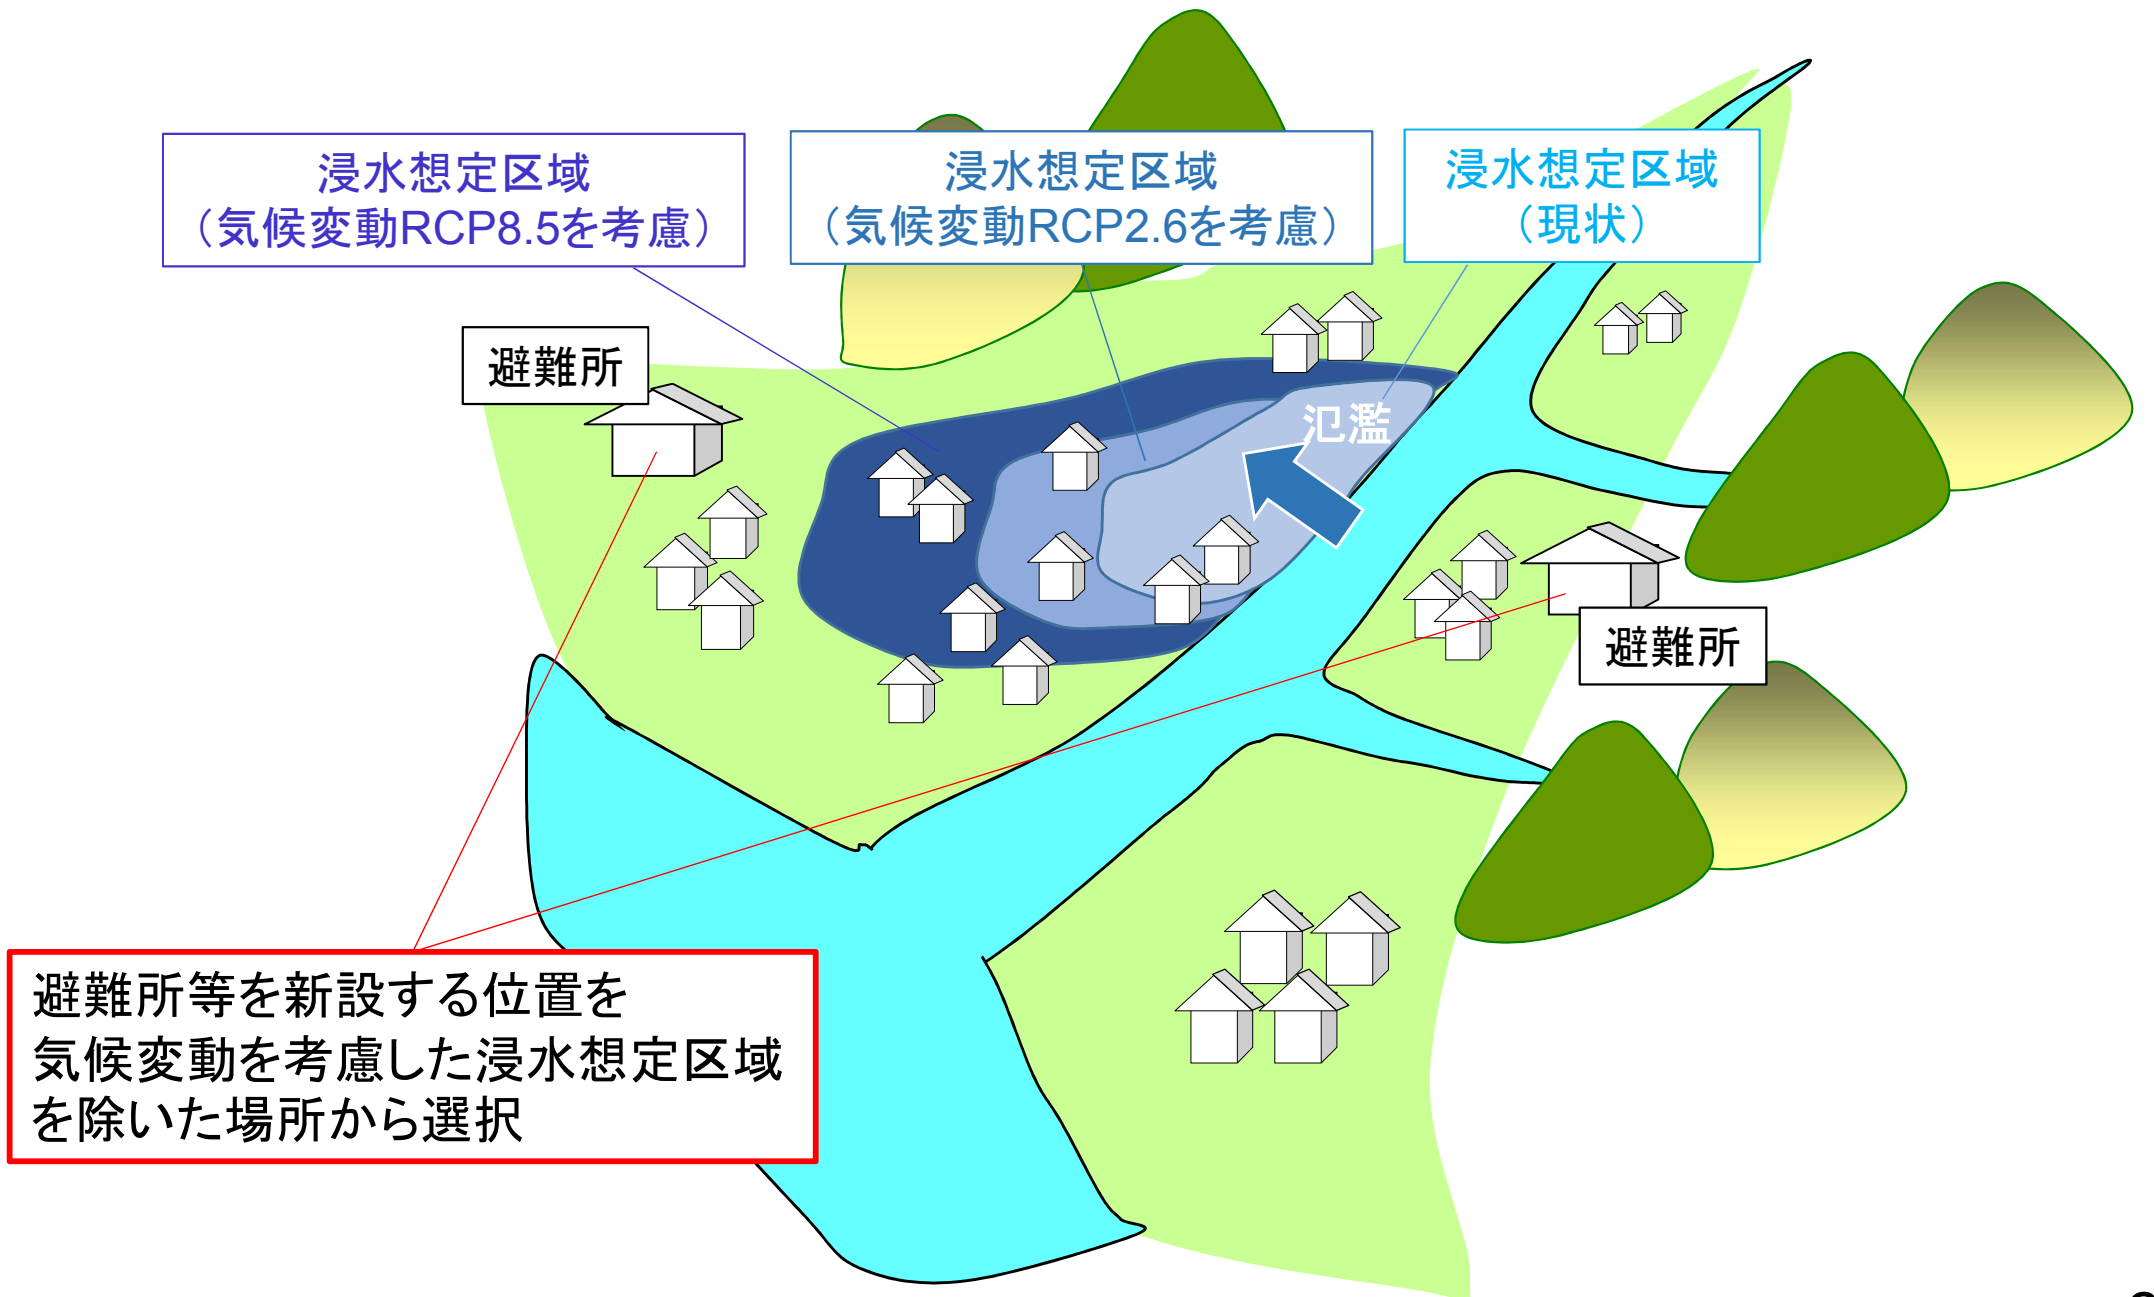 浸水想定区域
（気候変動RCP8.5を考慮）
浸水想定区域
（気候変動RCP2.6を考慮）
浸水想定区域
（現状）
避難所
氾濫
避難所
避難所等を新設する位置を
気候変動を考慮した浸水想定区域
を除いた場所から選択